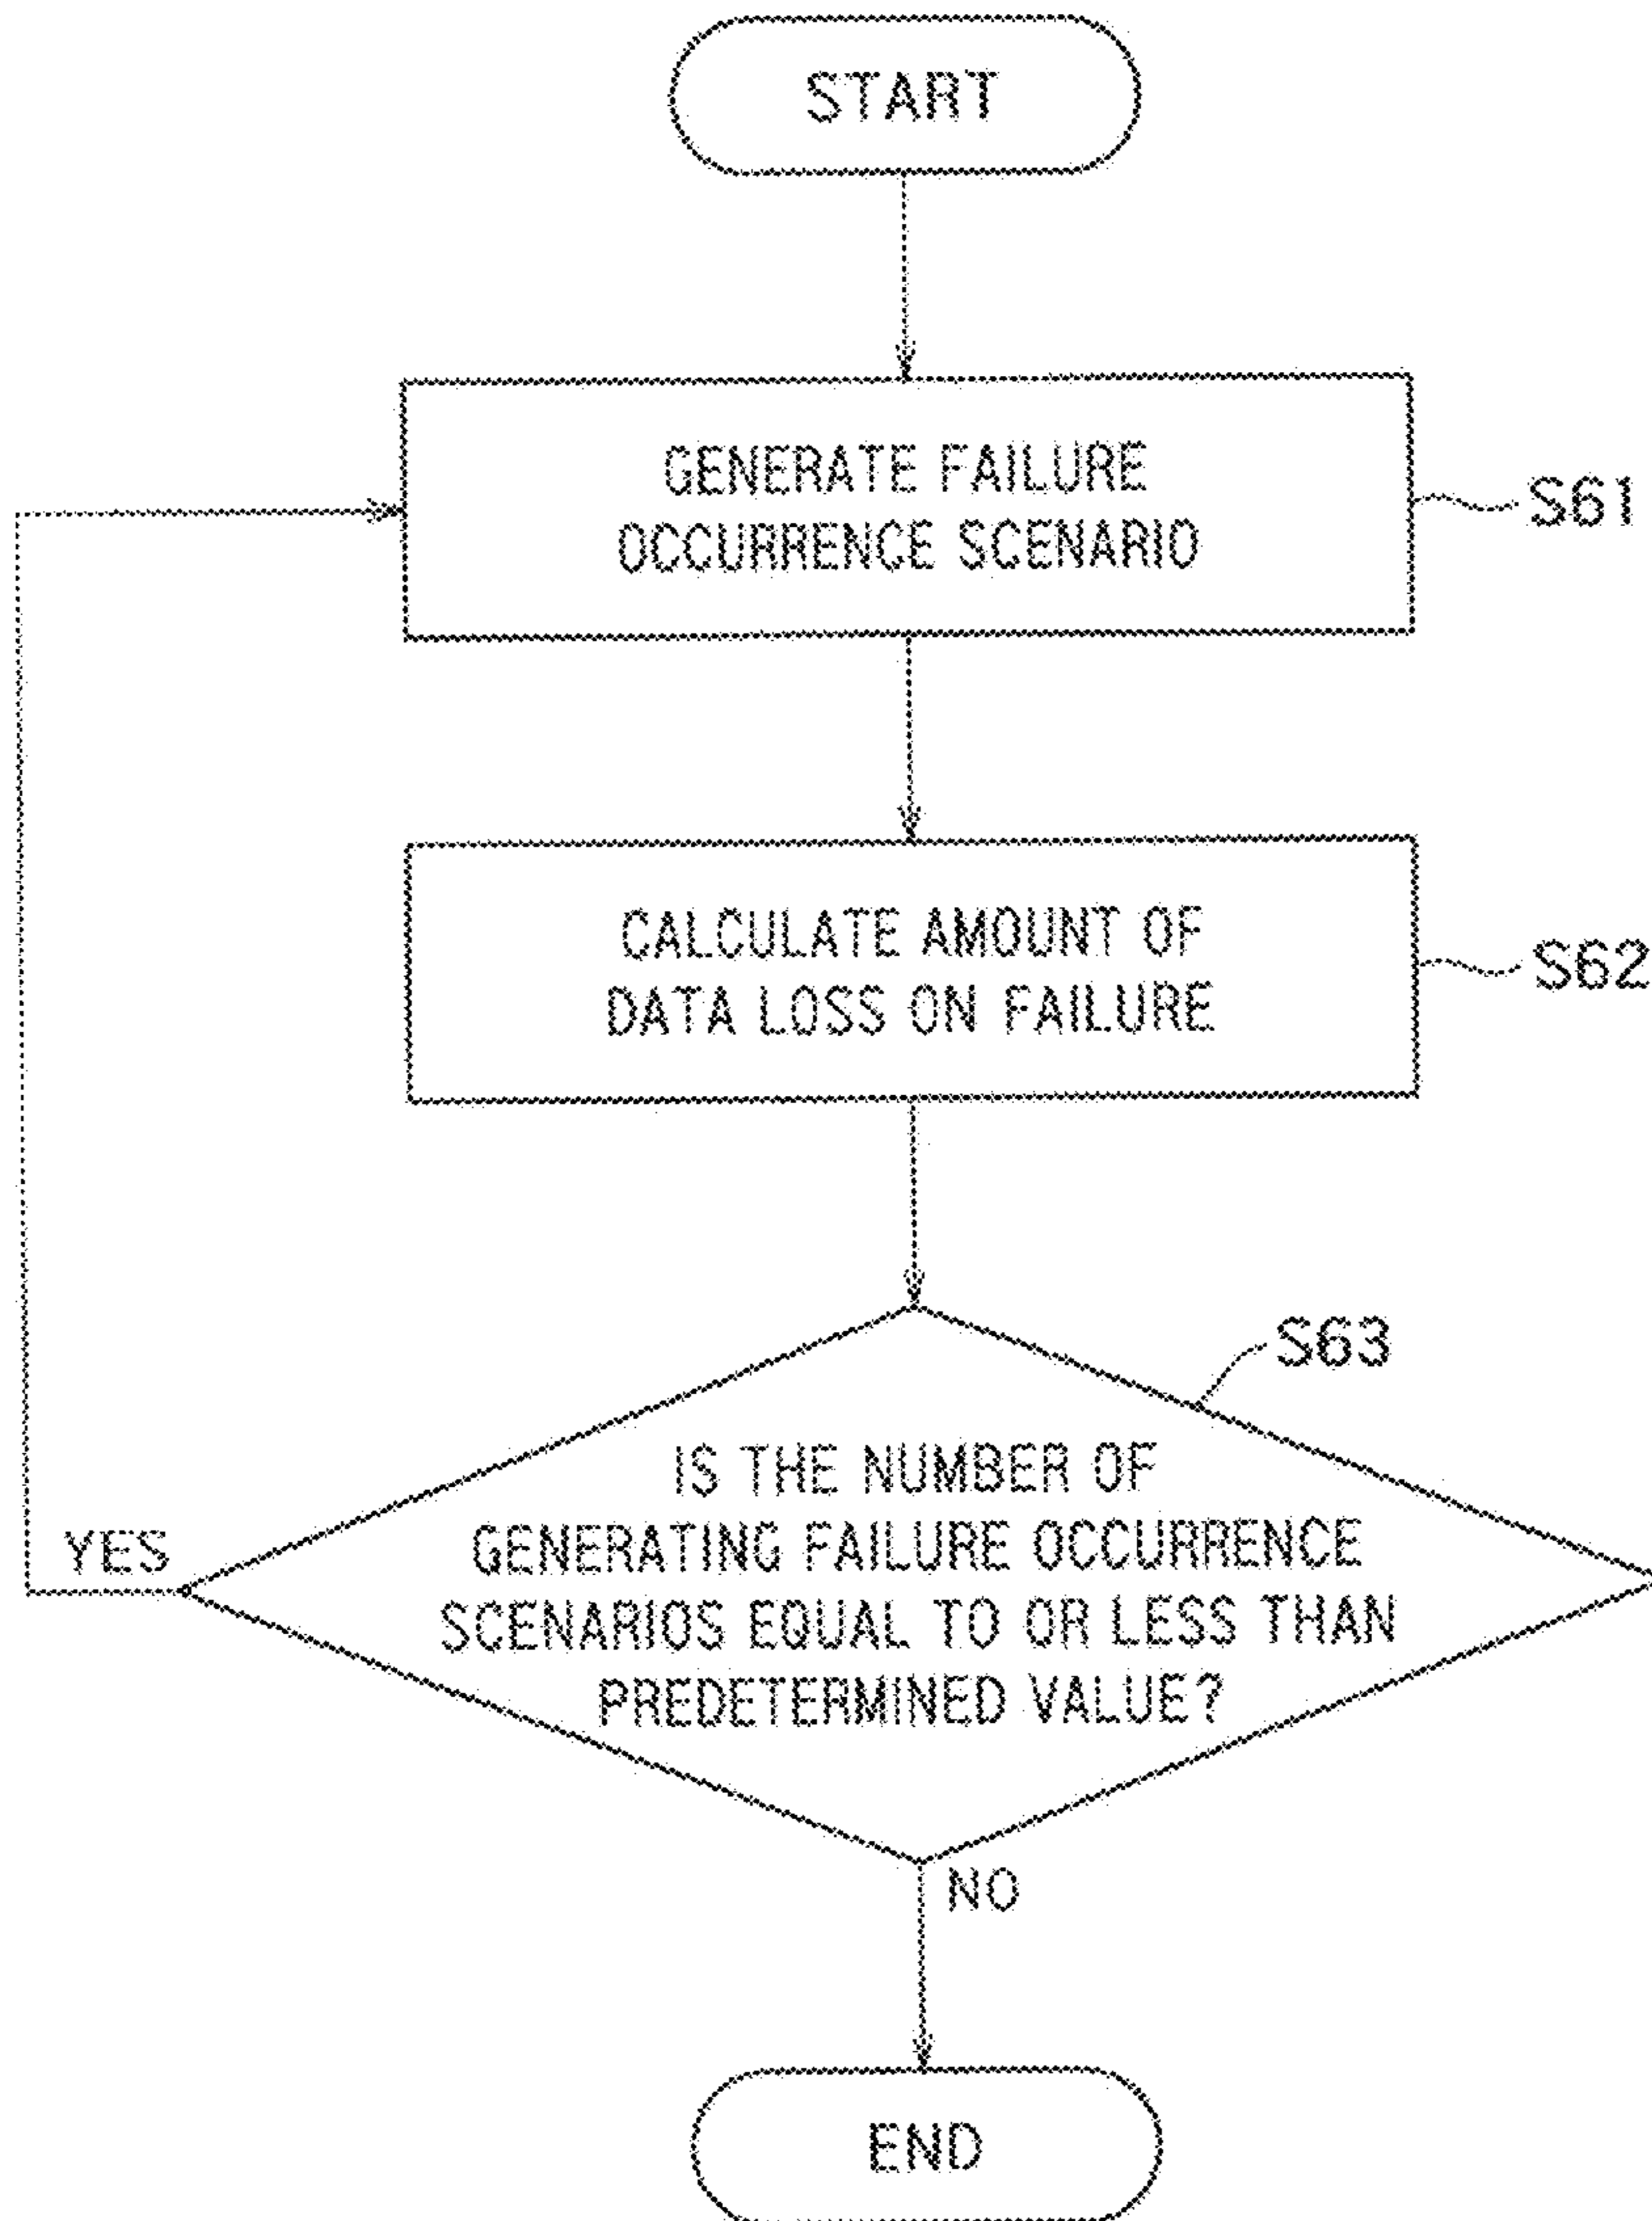 START
GENERATE FAILURE
OCCURRENCE SCENARIO
S61
CALCULATE AMOUNT OF
DATA LOSS ON FAILURE
S62
S63
IS THE NUMBER OF
GENERATING FAILURE OCCURRENCE
SCENARIOS EQUAL TO OR LESS THAN
PREDETERMINED VALUE?
YES
NO
END